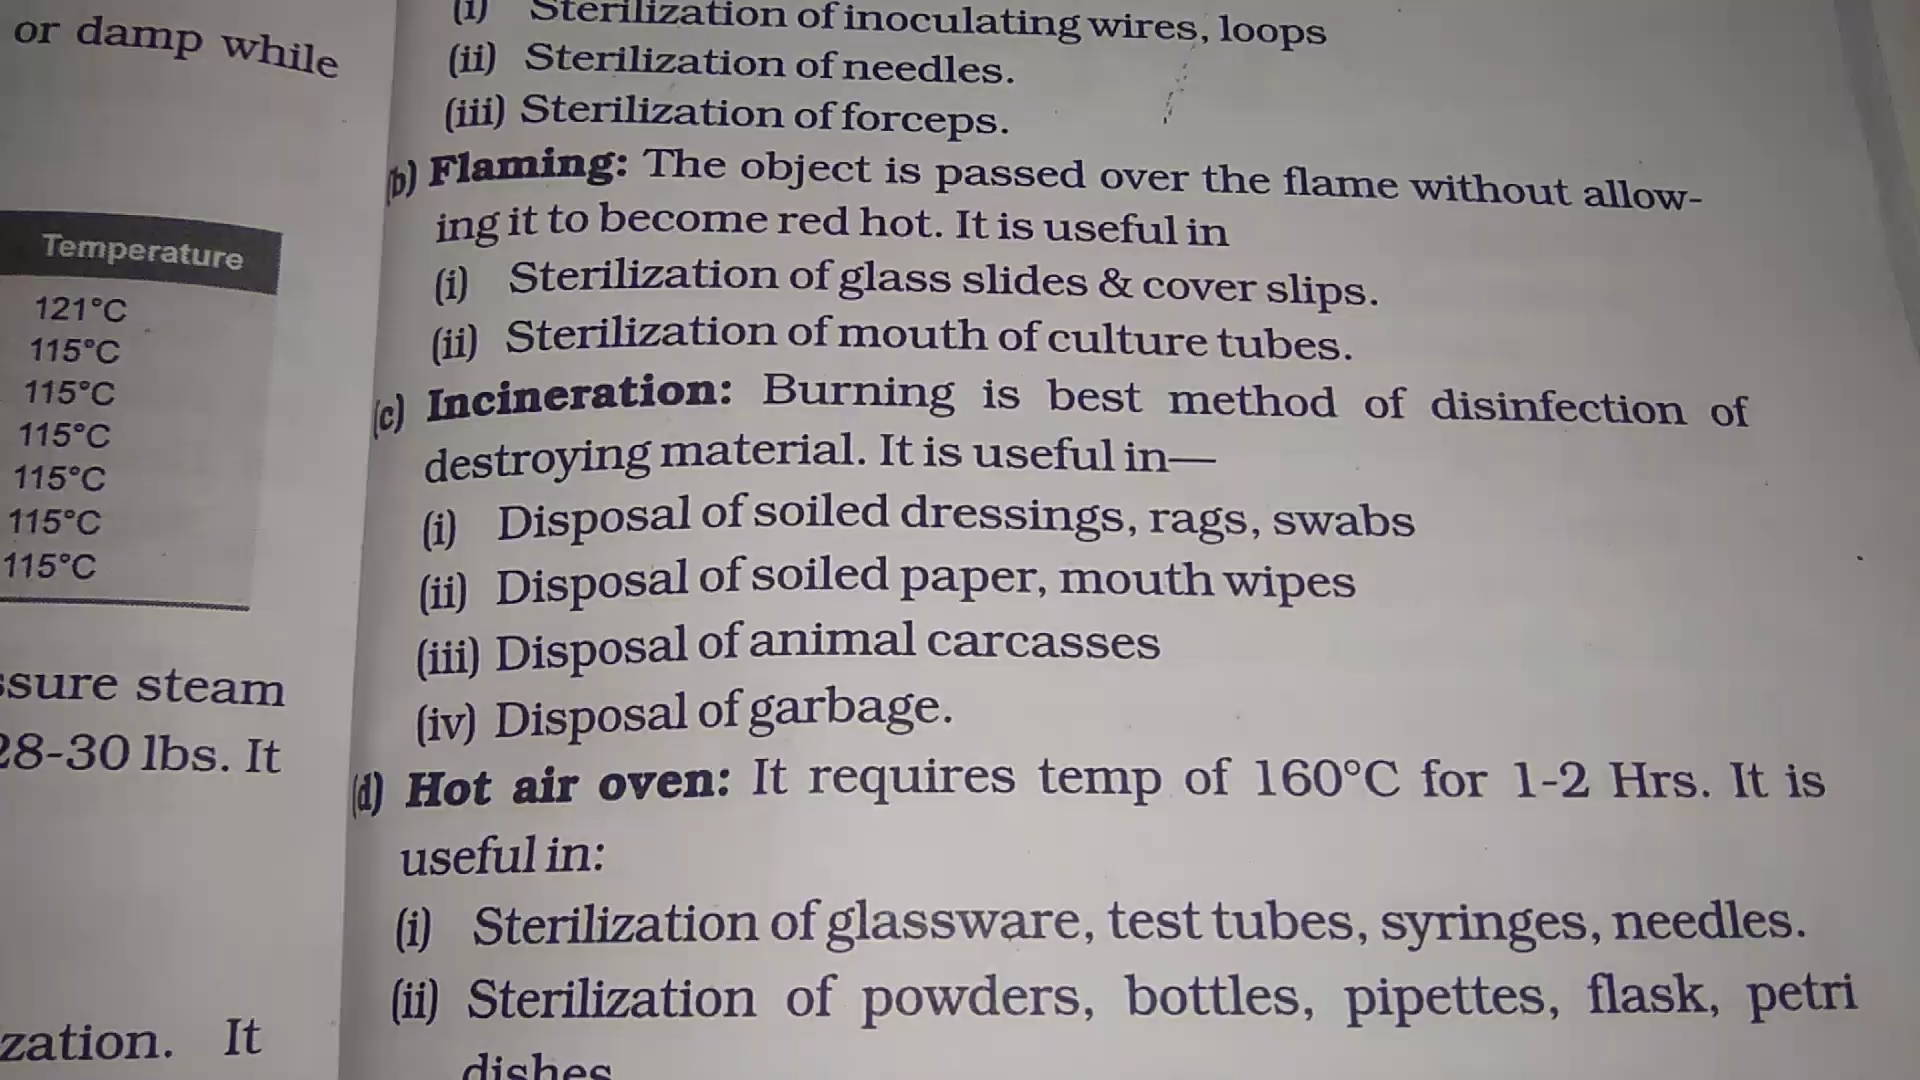 or damp while
Temperature
121°C
115°C
115°C
115°C
115°C
115°C
115°C
sure steam
28-30 lbs. It
zation. It
(i) Sterilization of inoculating wires, loops
(ii) Sterilization of needles.
(iii) Sterilization of forceps.
(b) Flaming: The object is passed over the flame without allow-
ing it to become red hot. It is useful in
(i) Sterilization of glass slides & cover slips.
(ii) Sterilization of mouth of culture tubes.
(c) Incineration: Burning is best method of disinfection of
destroying material. It is useful in—
(i) Disposal of soiled dressings, rags, swabs
(ii) Disposal of soiled paper, mouth wipes
(iii) Disposal of animal carcasses
(iv) Disposal of garbage.
(d) Hot air oven: It requires temp of 160°C for 1-2 Hrs. It is
useful in:
(i) Sterilization of glassware, test tubes, syringes, needles.
(ii) Sterilization of powders, bottles, pipettes, flask, petri
dishes